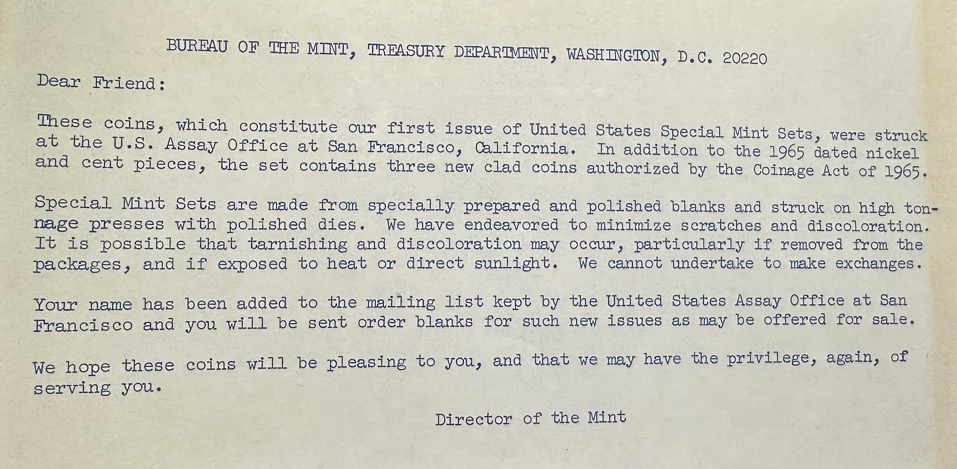 BUREAU OF THE MINT, TREASURY DEPARTMENT, WASHINGTON, D.C. 20220
Dear Friend:
These coins, which constitute our first issue of United States Special Mint Sets, were struck
at the U.S. Assay Office at San Francisco, California. In addition to the 1965 dated nickel
and cent pieces, the set contains three new clad coins authorized by the Coinage Act of 1965.
Special Mint Sets are made from specially prepared and polished blanks and struck on high ton-
nage presses with polished dies. We have endeavored to minimize scratches and discoloration.
It is possible that tarnishing and discoloration may occur, particularly if removed from the
packages, and if exposed to heat or direct sunlight. We cannot undertake to make exchanges.
Your name has been added to the mailing list kept by the United States Assay Office at San
Francisco and you will be sent order blanks for such new issues as may be offered for sale.
We hope these coins will be pleasing to you, and that we may have the privilege, again, of
serving you.
Director of the Mint